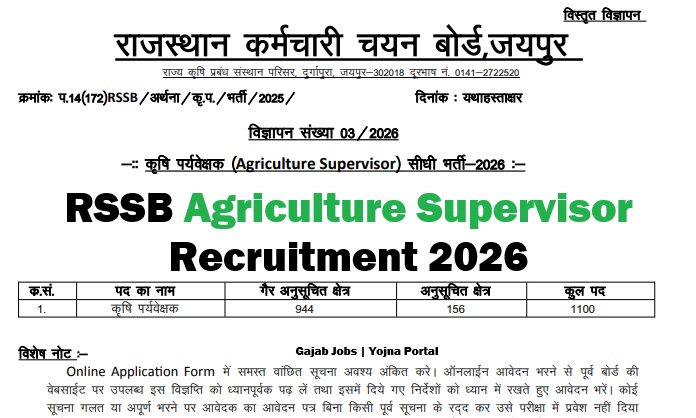 विस्तृत विज्ञापन
राजस्थान कर्मचारी चयन बोर्ड,जयपुर
राज्य कृषि प्रबंध संस्थान परिसर, दुर्गापुरा, जयपुर–302018 दूरभाष नं. 0141–2722520
क्रमांकः प.14(172)RSSB/अर्थना/कृ.प./भर्ती/2025/ दिनांक : यथाहस्ताक्षर
विज्ञापन संख्या 03/2026
–:: कृषि पर्यवेक्षक (Agriculture Supervisor) सीधी भर्ती–2026 ::–
RSSB Agriculture Supervisor
Recruitment 2026
क.सं. पद का नाम गैर अनुसूचित क्षेत्र अनुसूचित क्षेत्र कुल पद
1. कृषि पर्यवेक्षक 944 156 1100
विशेष नोट :–
Gajab Jobs | Yojna Portal
Online Application Form में समस्त वांछित सूचना अवश्य अंकित करें। ऑनलाईन आवेदन भरने से पूर्व बोर्ड की
वेबसाईट पर उपलब्ध इस विज्ञप्ति को ध्यानपूर्वक पढ़ लें तथा इसमें दिये गए निर्देशों को ध्यान में रखते हुए आवेदन भरें। कोई
सूचना गलत या अपूर्ण भरने पर आवेदक का आवेदन पत्र बिना किसी पूर्व सूचना के रद्द कर उसे परीक्षा में प्रवेश नहीं दिया